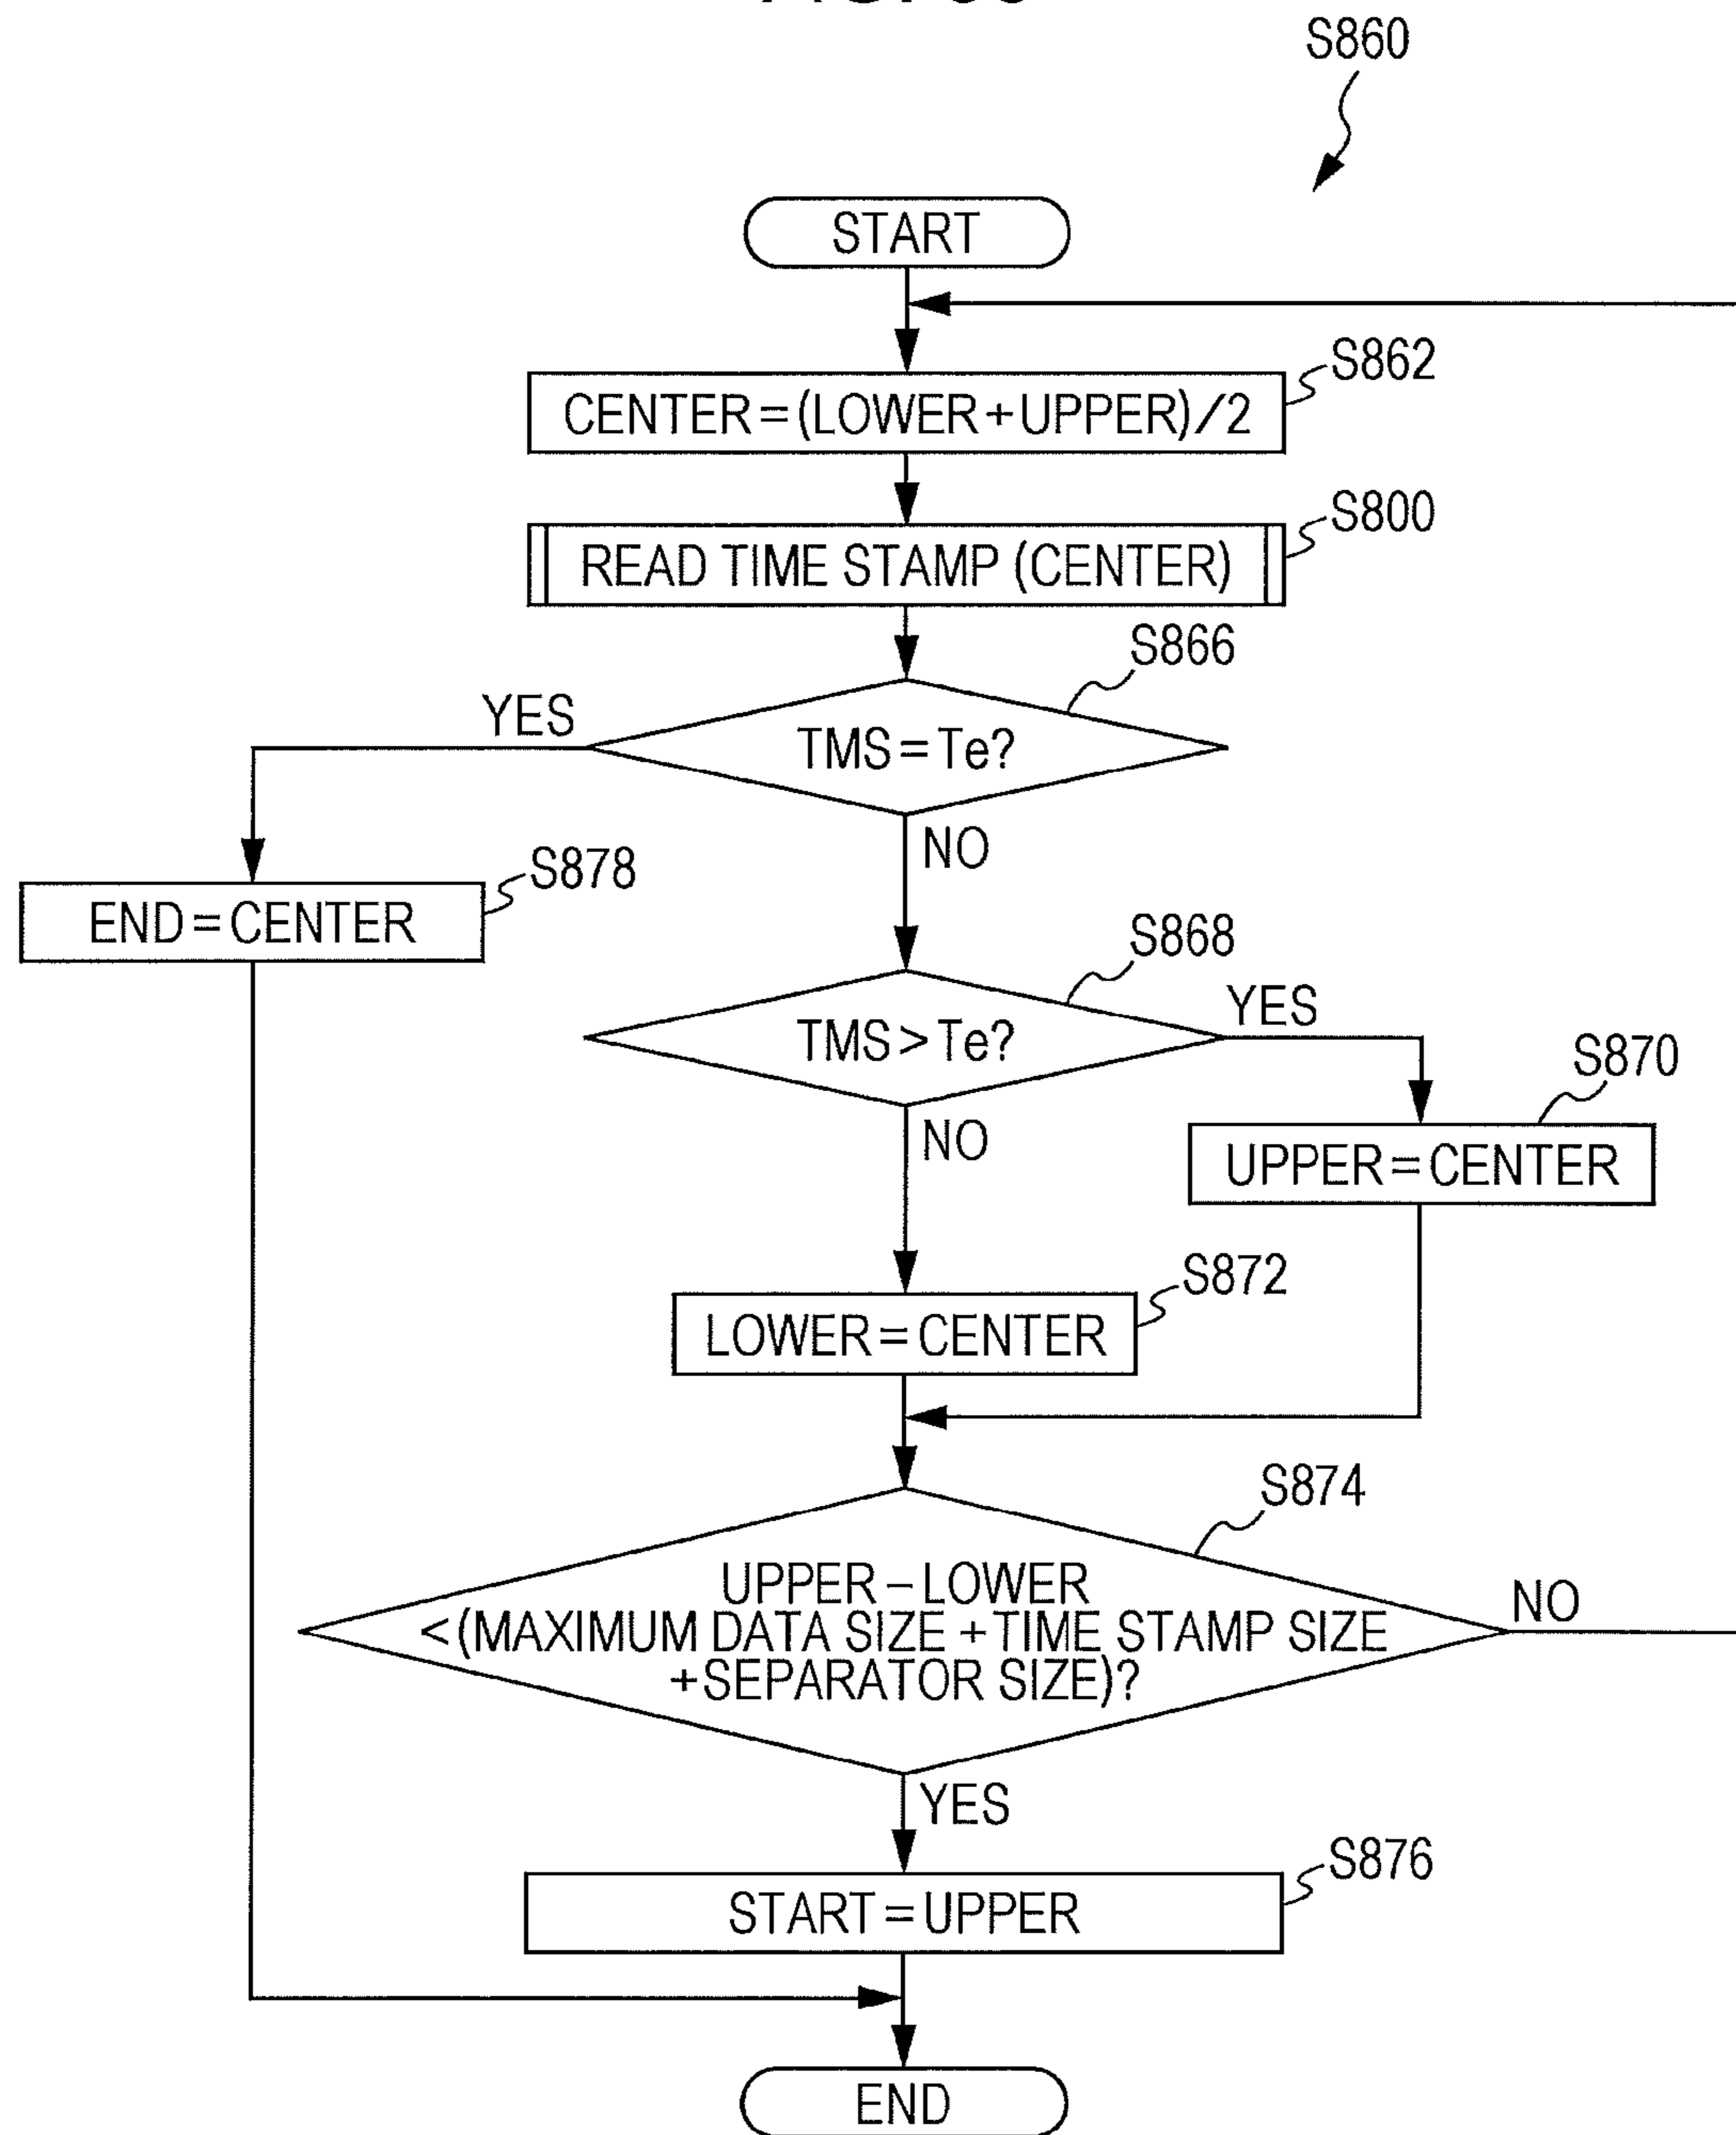 S860
START
S862
CENTER=(LOWER+UPPER)/2
S800
READ TIME STAMP (CENTER)
S866
YES
TMS=Te?
NO
S878
END=CENTER
S868
YES
TMS>Te?
NO
S870
UPPER=CENTER
S872
LOWER=CENTER
S874
UPPER–LOWER
<(MAXIMUM DATA SIZE +TIME STAMP SIZE
+SEPARATOR SIZE)?
NO
YES
S876
START=UPPER
END